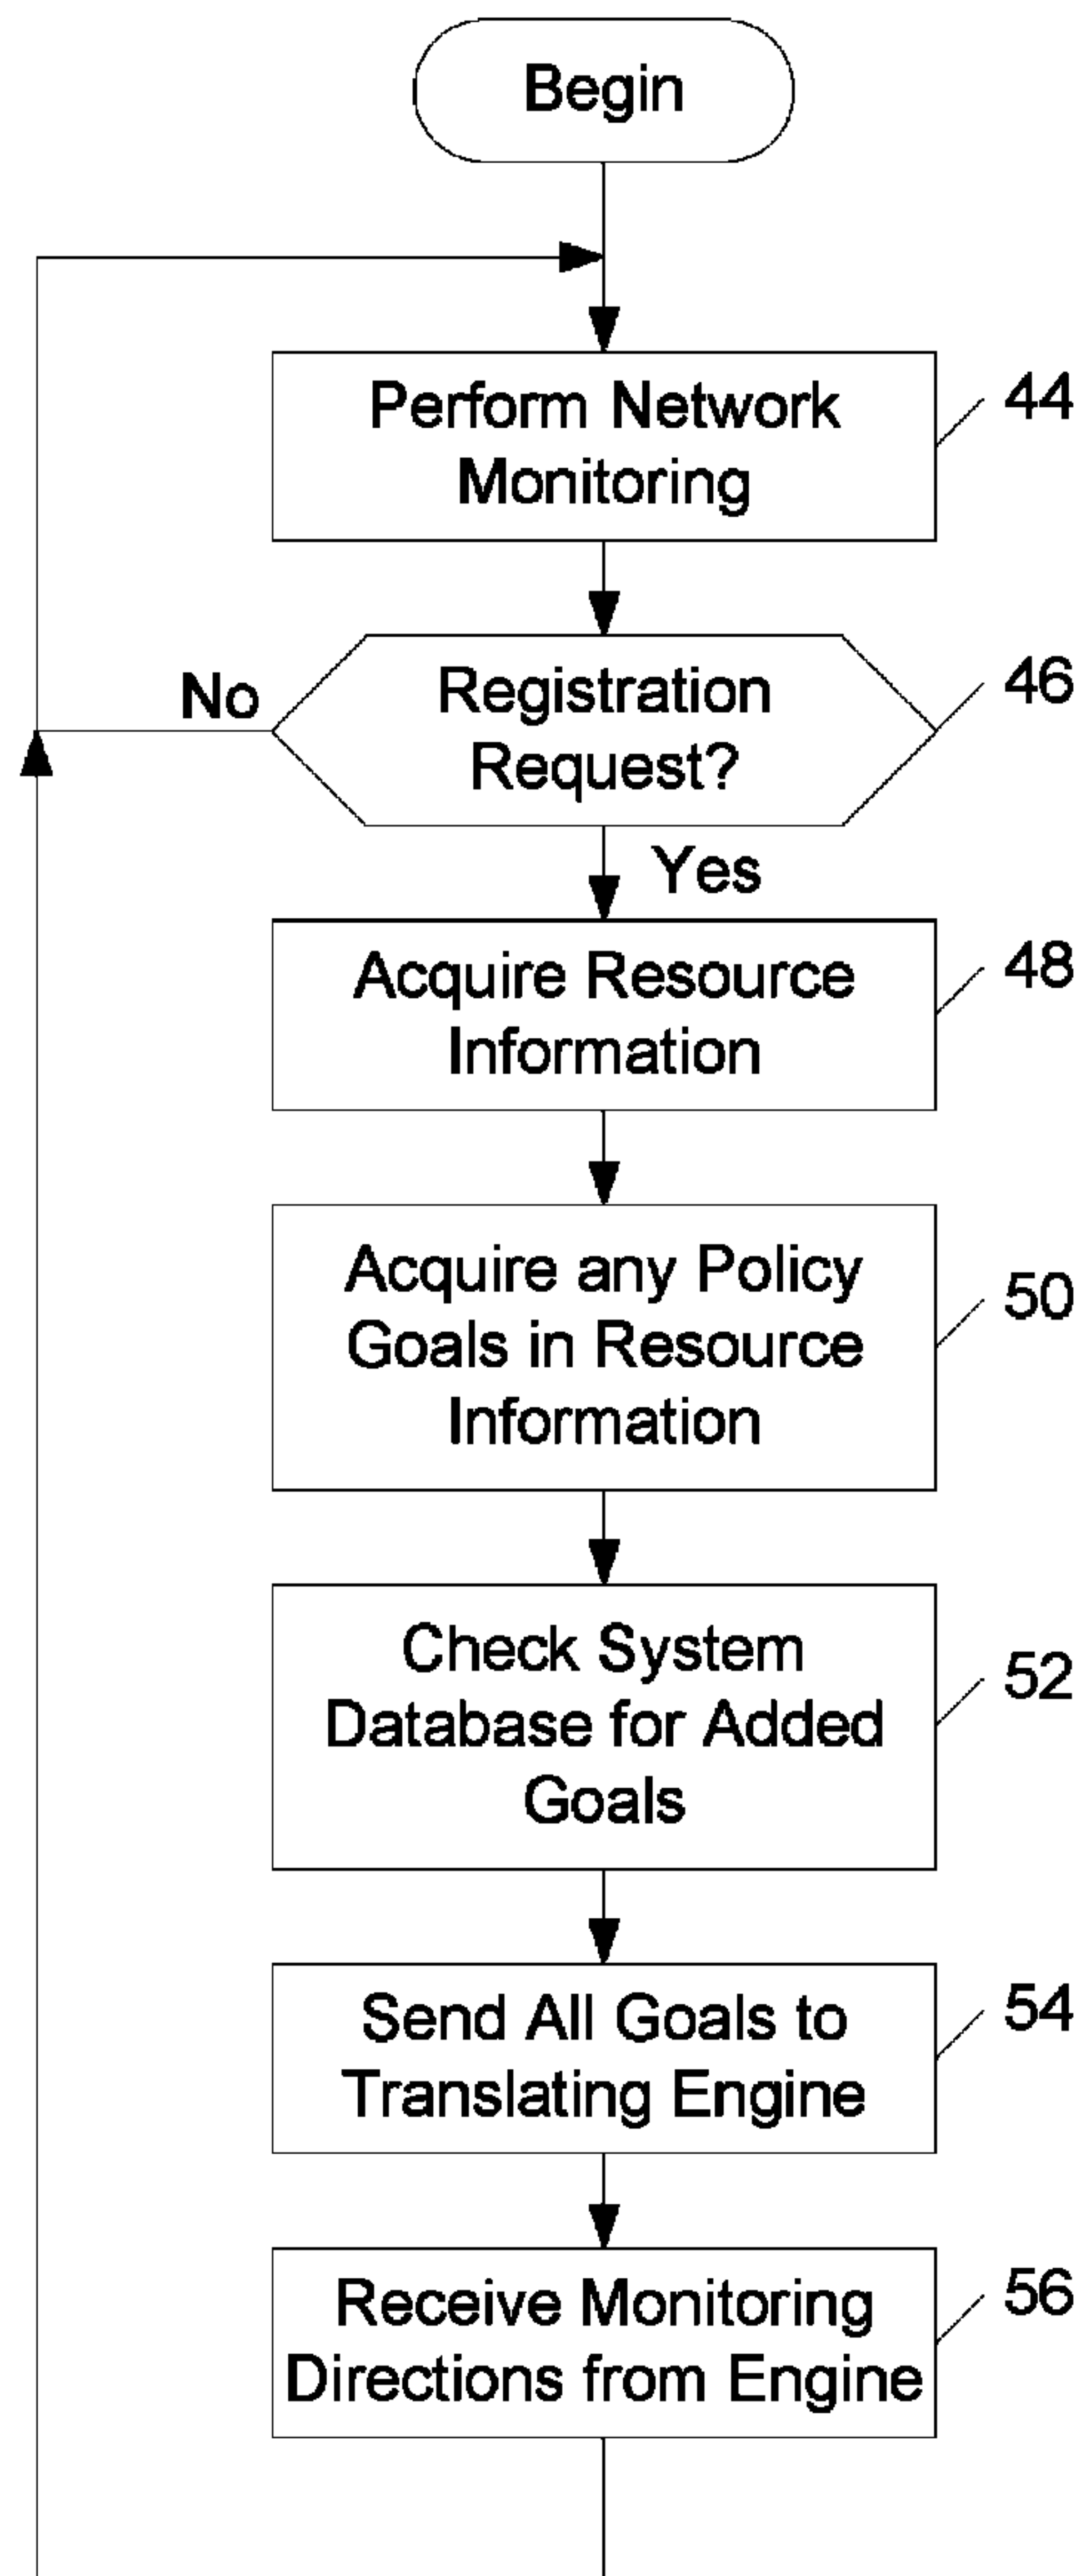 Begin
Perform Network
Monitoring
44
Registration
Request?
46
No
Yes
Acquire Resource
Information
48
Acquire any Policy
Goals in Resource
Information
50
Check System
Database for Added
Goals
52
Send All Goals to
Translating Engine
54
Receive Monitoring
Directions from Engine
56